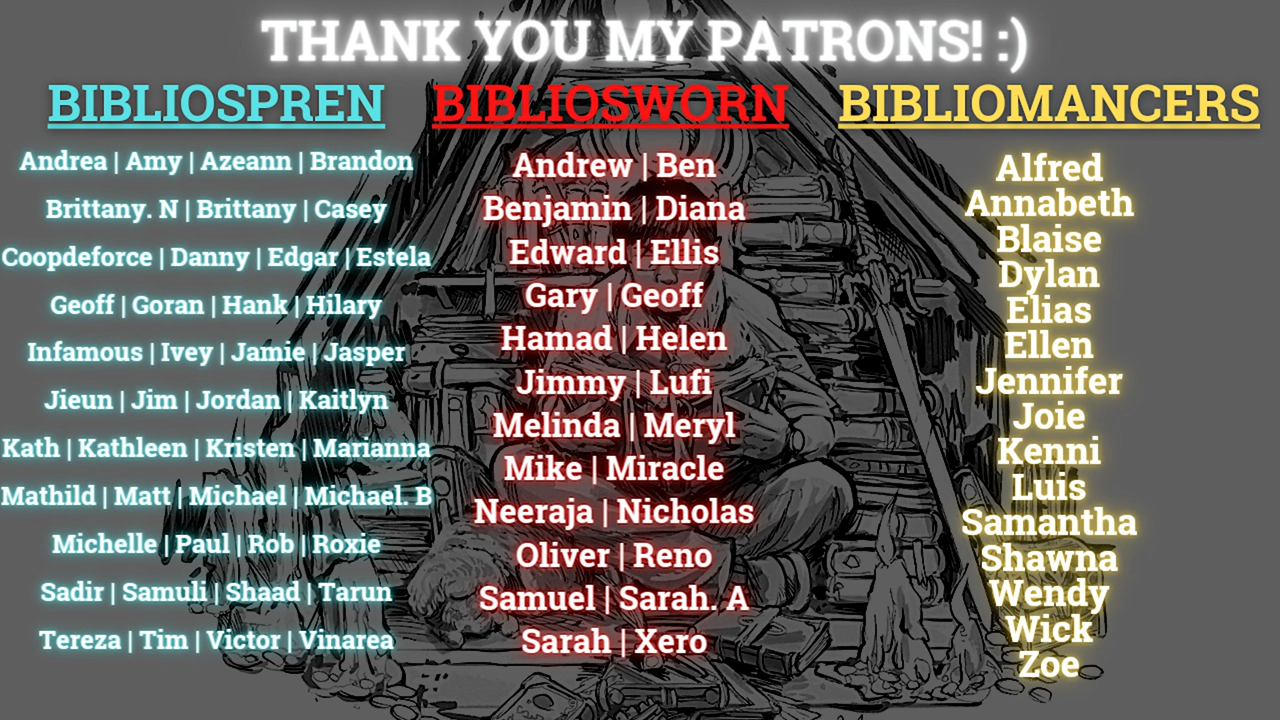 THANK YOU MY PATRONS! :)
BIBLIOSPREN
Andrea | Amy | Azeann | Brandon
Brittany. N | Brittany | Casey
Coopdeforce | Danny | Edgar | Estela
Geoff | Goran | Hank | Hilary
Infamous | Ivey | Jamie | Jasper
Jieun | Jim | Jordan | Kaitlyn
Kath | Kathleen | Kristen | Marianna
Mathild | Matt | Michael | Michael. B
Michelle | Paul | Rob | Roxie
Sadir | Samuli | Shaad | Tarun
Tereza | Tim | Victor | Vinarea
BIBLIOSWORN
Andrew | Ben
Benjamin | Diana
Edward | Ellis
Gary | Geoff
Hamad | Helen
Jimmy | Lufi
Melinda | Meryl
Mike | Miracle
Neeraja | Nicholas
Oliver | Reno
Samuel | Sarah. A
Sarah | Xero
BIBLIOMANCERS
Alfred
Annabeth
Blaise
Dylan
Elias
Ellen
Jennifer
Joie
Kenni
Luis
Samantha
Shawna
Wendy
Wick
Zoe